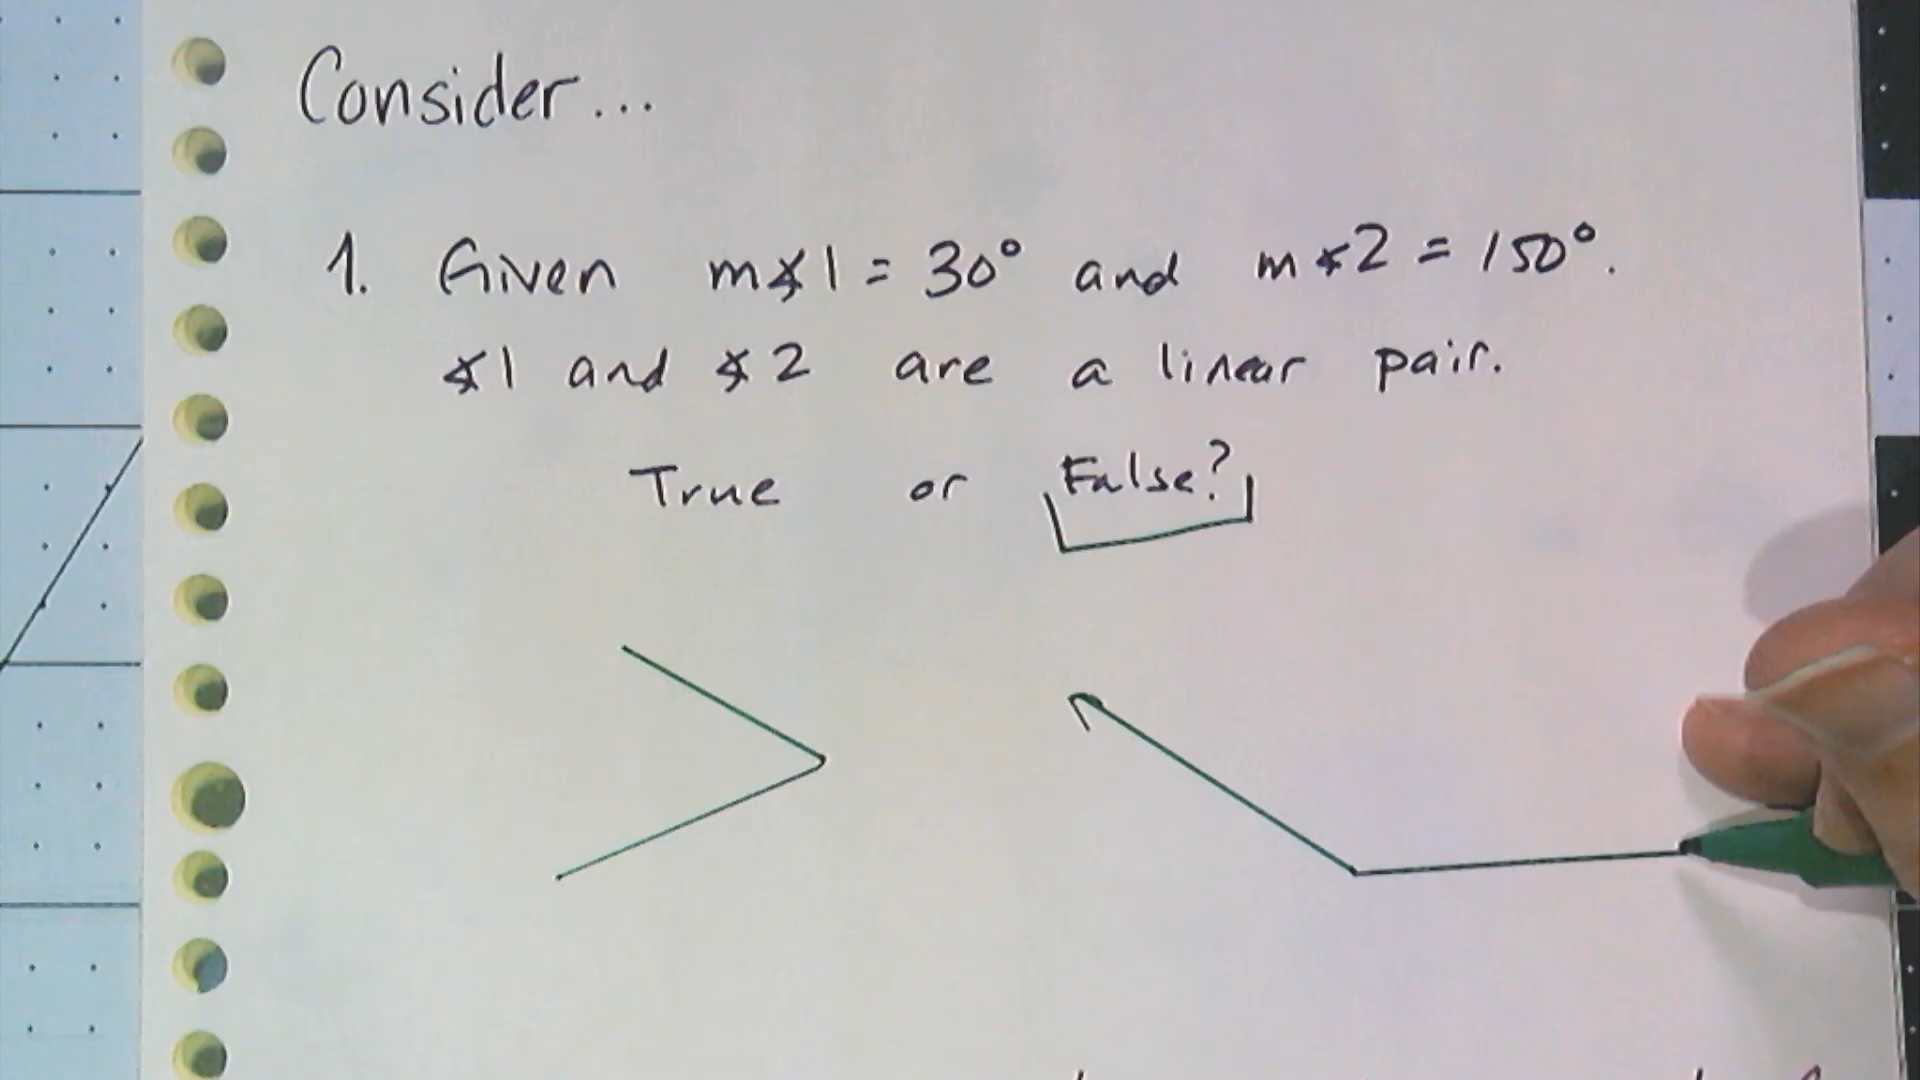 Consider...
1. Given m∡1 = 30° and m∡2 = 150°.
∡1 and ∡2 are a linear pair.
True or False?